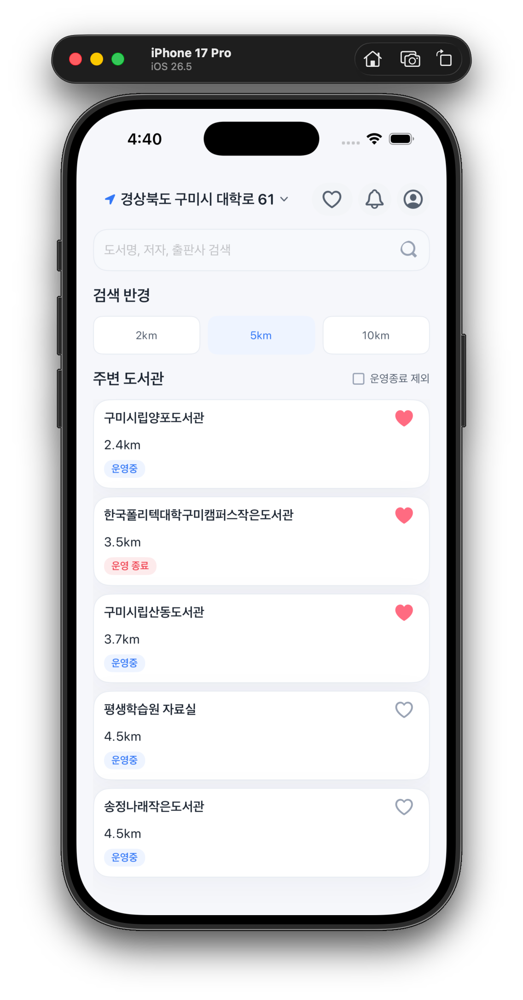 iPhone 17 Pro
iOS 26.5
4:40
경상북도 구미시 대학로 61
도서명, 저자, 출판사 검색
검색 반경
2km 5km 10km
주변 도서관 운영종료 제외
구미시립양포도서관
2.4km
운영중
한국폴리텍대학구미캠퍼스작은도서관
3.5km
운영 종료
구미시립산동도서관
3.7km
운영중
평생학습원 자료실
4.5km
운영중
송정나래작은도서관
4.5km
운영중